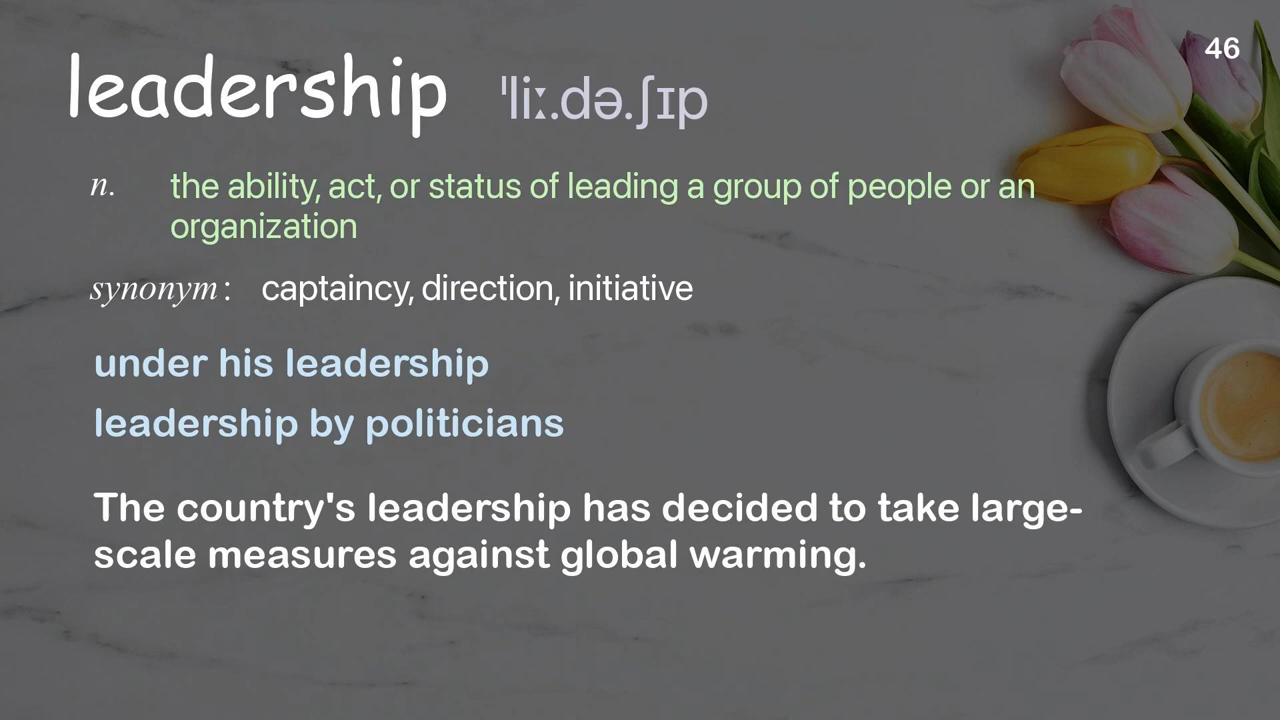 46
leadership ˈliː.də.ʃɪp
n. the ability, act, or status of leading a group of people or an
organization
synonym : captaincy, direction, initiative
under his leadership
leadership by politicians
The country's leadership has decided to take large-
scale measures against global warming.